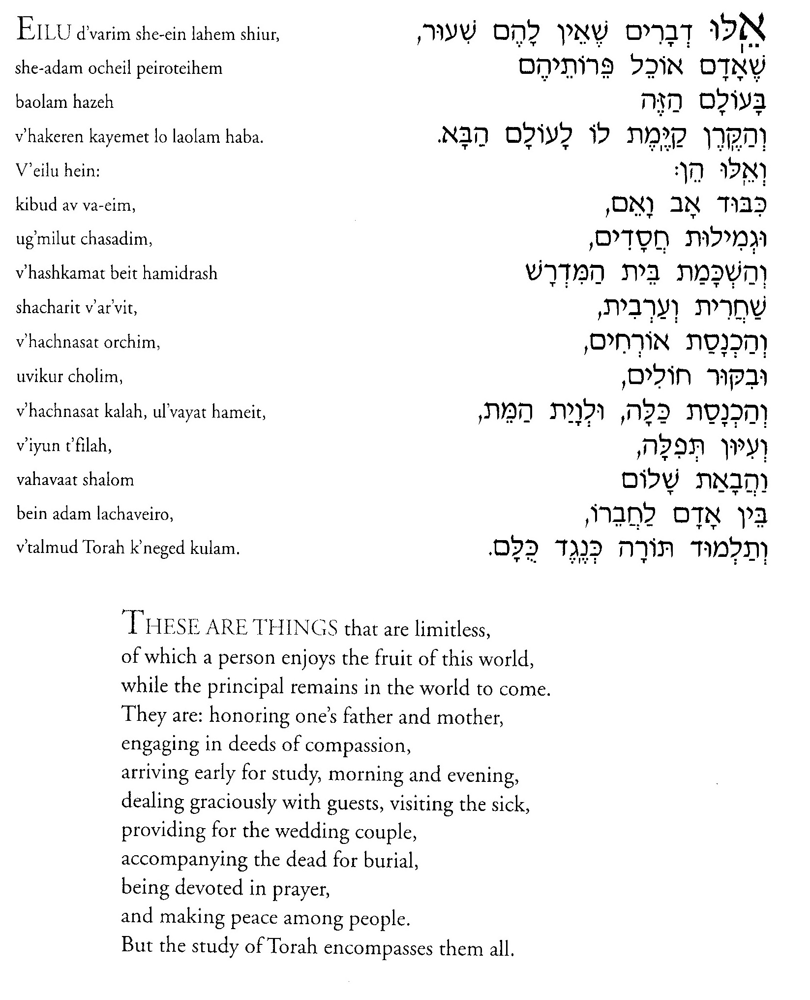 EILU d'varim she-ein lahem shiur,
she-adam ocheil peiroteihem
baolam hazeh
v'hakeren kayemet lo laolam haba.
V'eilu hein:
kibud av va-eim,
ug'milut chasadim,
v'hashkamat beit hamidrash
shacharit v'ar'vit,
v'hachnasat orchim,
uvikur cholim,
v'hachnasat kalah, ul'vayat hameit,
v'iyun t'filah,
vahavaat shalom
bein adam lachaveiro,
v'talmud Torah k'neged kulam.
אֵֽלּוּ דְבָרִים שֶׁאֵין לָהֶם שִׁעוּר,
שֶׁאָדָם אוֹכֵל פֵּרוֹתֵיהֶם
בָּעוֹלָם הַזֶּה
וְהַקֶּֽרֶן קַיֶּֽמֶת לוֹ לָעוֹלָם הַבָּא.
וְאֵֽלּוּ הֵן:
כִּבּוּד אָב וָאֵם,
וּגְמִילוּת חֲסָדִים,
וְהַשְׁכָּמַת בֵּית הַמִּדְרָשׁ
שַׁחֲרִית וְעַרְבִית,
וְהַכְנָסַת אוֹרְחִים,
וּבִקּוּר חוֹלִים,
וְהַכְנָסַת כַּלָּה, וּלְוָיַת הַמֵּת,
וְעִיּוּן תְּפִלָּה,
וַהֲבָאַת שָׁלוֹם
בֵּין אָדָם לַחֲבֵרוֹ,
וְתַלְמוּד תּוֹרָה כְּנֶֽגֶד כֻּלָּם.
THESE ARE THINGS that are limitless,
of which a person enjoys the fruit of this world,
while the principal remains in the world to come.
They are: honoring one's father and mother,
engaging in deeds of compassion,
arriving early for study, morning and evening,
dealing graciously with guests, visiting the sick,
providing for the wedding couple,
accompanying the dead for burial,
being devoted in prayer,
and making peace among people.
But the study of Torah encompasses them all.